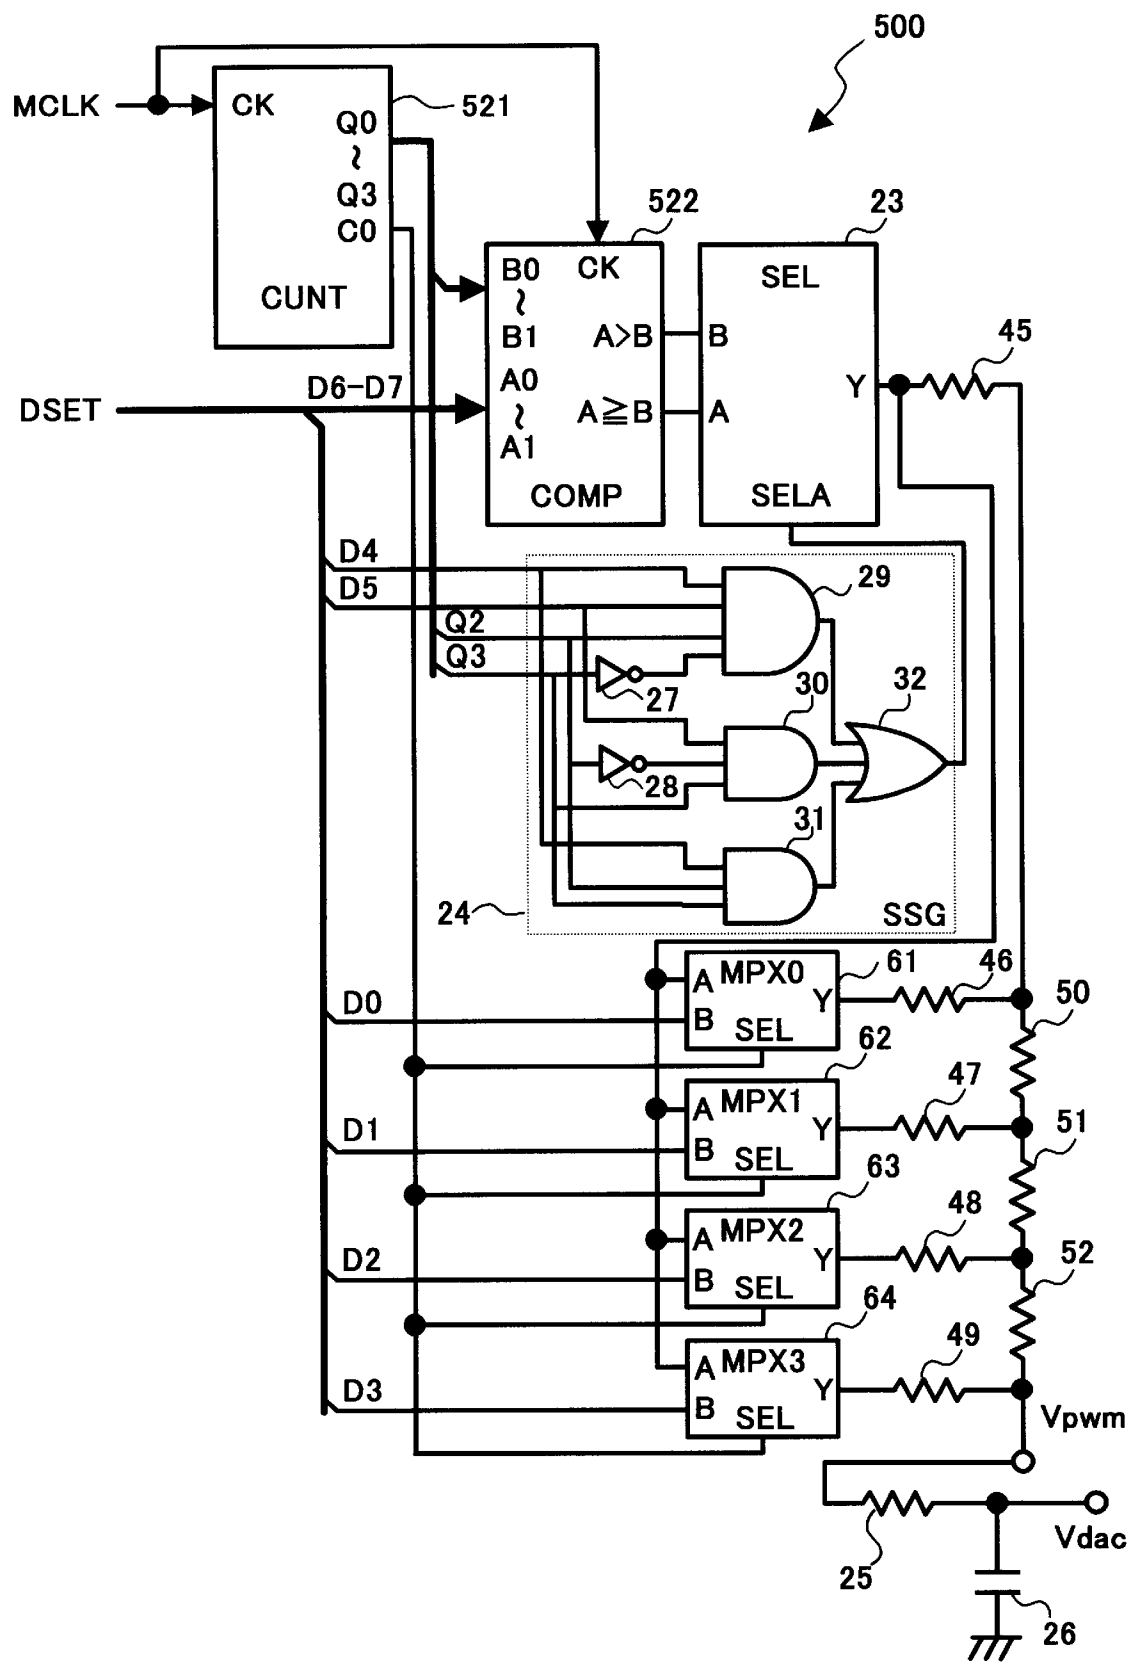 500
MCLK
CK
Q0
~
Q3
C0
CUNT
521
522
23
B0
~
B1
CK
A>B
A0
~
A1
A≧B
COMP
SEL
B
Y
A
SELA
45
DSET
D6-D7
D4
D5
Q2
Q3
29
27
30
32
28
31
24
SSG
D0
A
MPX0
B
Y
SEL
61
46
50
D1
A
MPX1
B
Y
SEL
62
47
51
D2
A
MPX2
B
Y
SEL
63
48
52
D3
A
MPX3
B
Y
SEL
64
49
Vpwm
25
Vdac
26